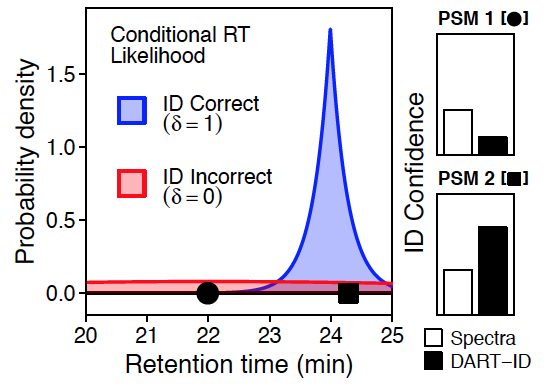 Conditional RT
Likelihood
ID Correct
(δ=1)
ID Incorrect
(δ=0)
Probability density
1.5
1.0
0.5
0.0
20 21 22 23 24 25
Retention time (min)
ID Confidence
PSM 1 [●]
PSM 2 [■]
Spectra
DART-ID